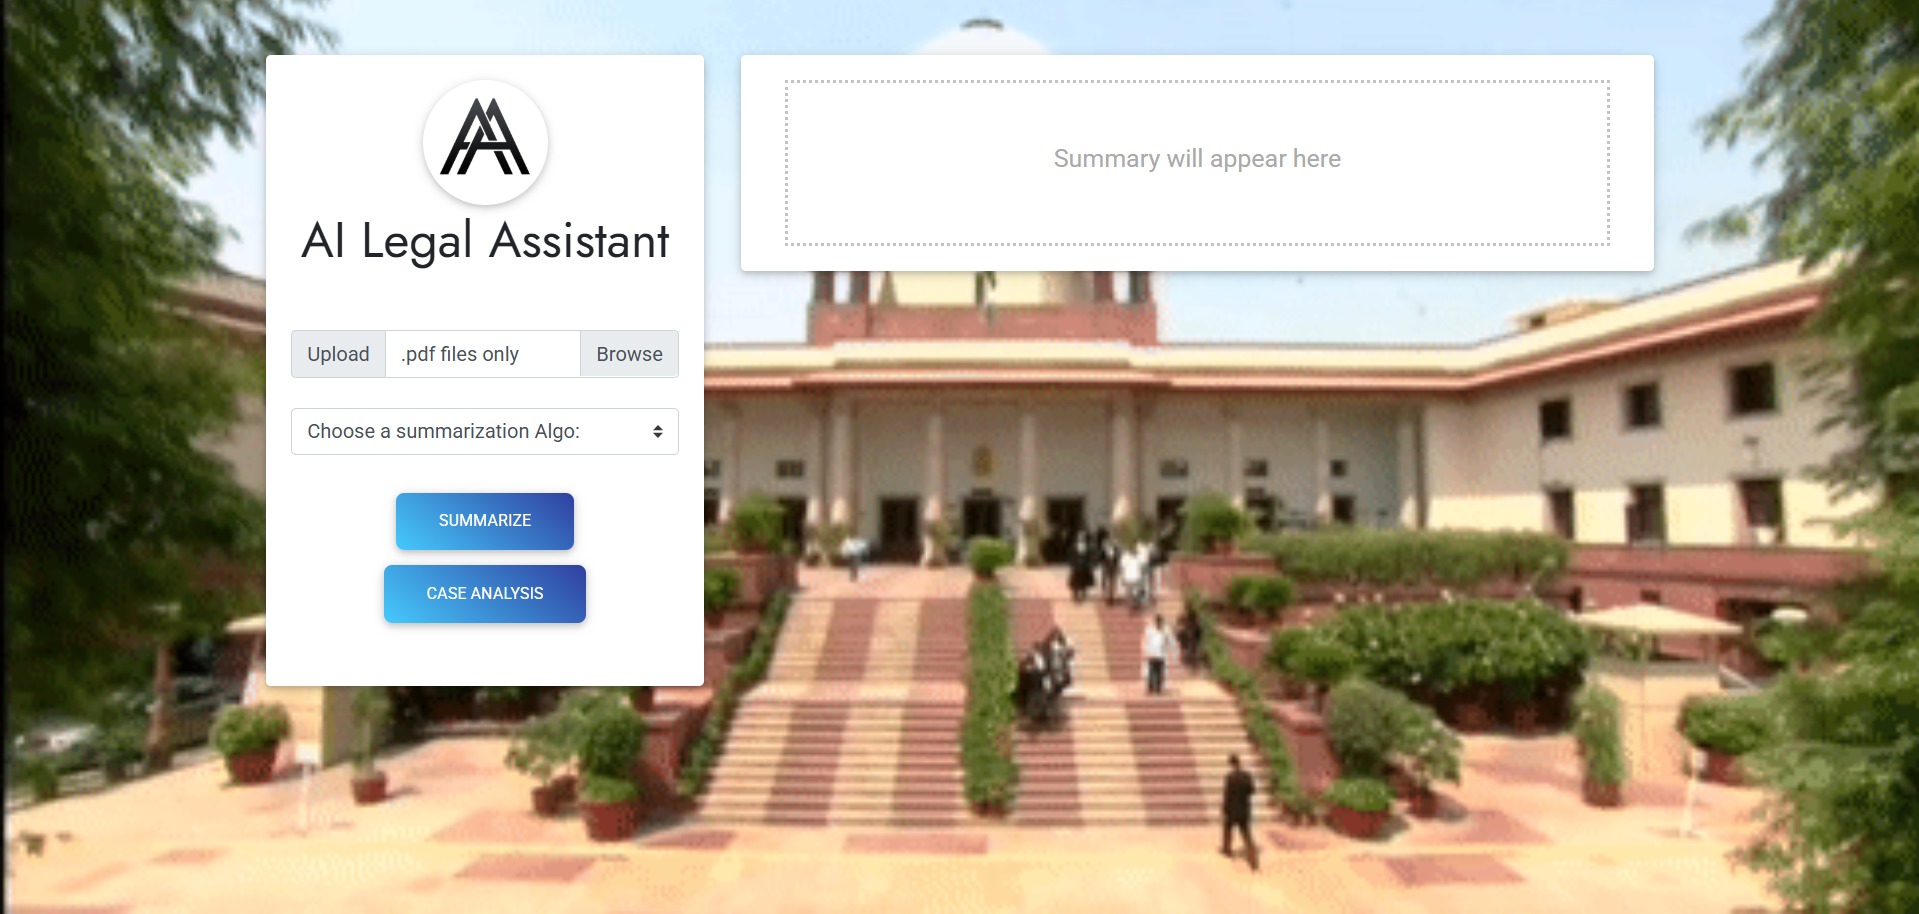 AI Legal Assistant
Upload
.pdf files only
Browse
Choose a summarization Algo:
SUMMARIZE
CASE ANALYSIS
Summary will appear here